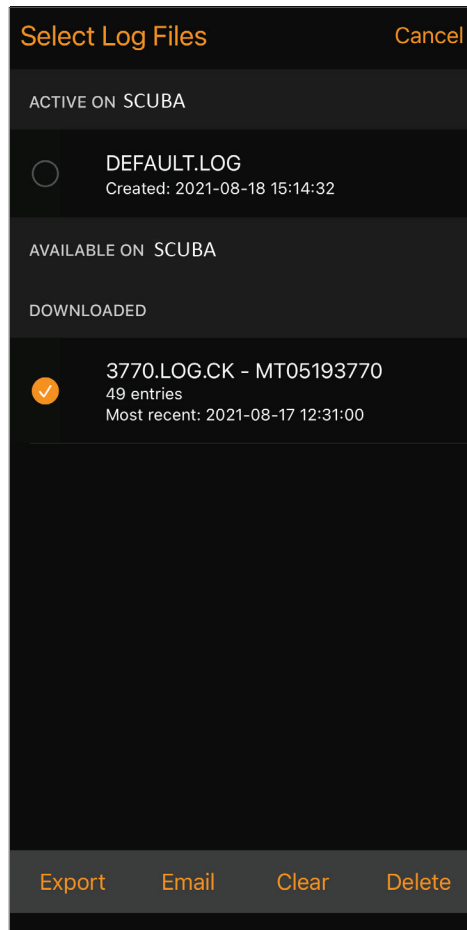 Select Log Files Cancel
ACTIVE ON SCUBA
DEFAULT.LOG
Created: 2021-08-18 15:14:32
AVAILABLE ON SCUBA
DOWNLOADED
3770.LOG.CK - MT05193770
49 entries
Most recent: 2021-08-17 12:31:00
Export Email Clear Delete